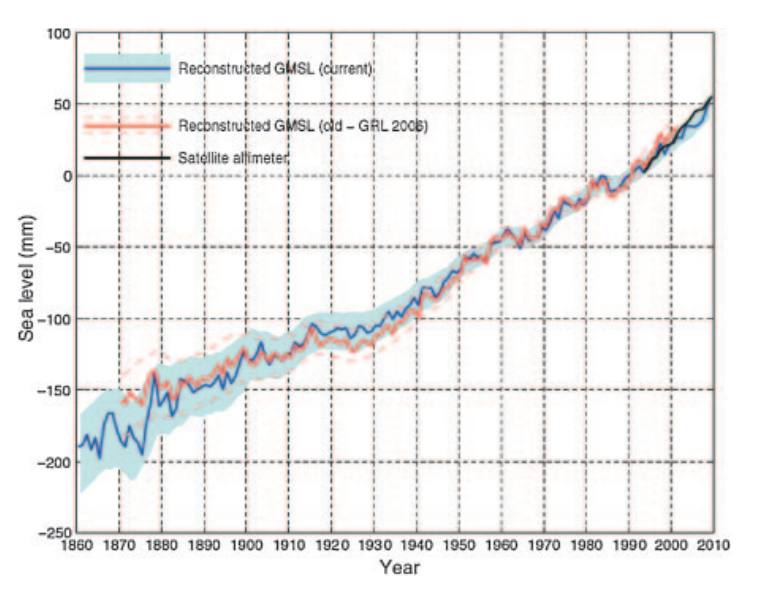 100
Reconstructed GMSL (current)
50
Reconstructed GMSL (old – GRL 2006)
Satellite altimeter
0
−50
Sea level (mm)
−100
−150
−200
−250
1860 1870 1880 1890 1900 1910 1920 1930 1940 1950 1960 1970 1980 1990 2000 2010
Year